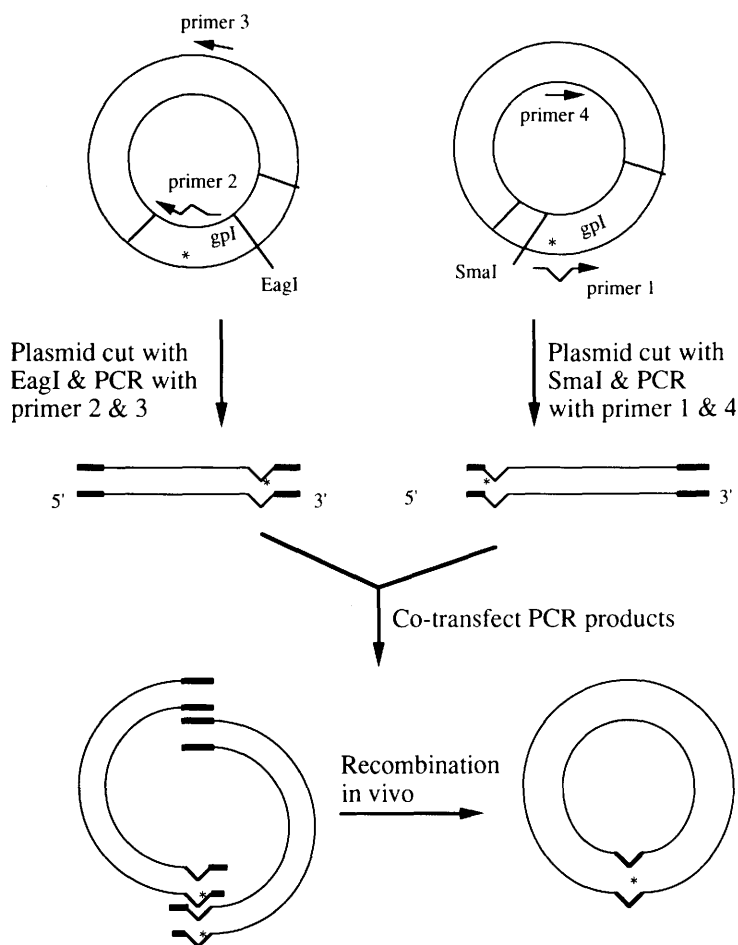 primer 3
primer 2
gpI
*
EagI
primer 4
gpI
*
SmaI
primer 1
Plasmid cut with
EagI & PCR with
primer 2 & 3
Plasmid cut with
SmaI & PCR
with primer 1 & 4
*
5'
3'
*
5'
3'
Co-transfect PCR products
Recombination
in vivo
*
*
*